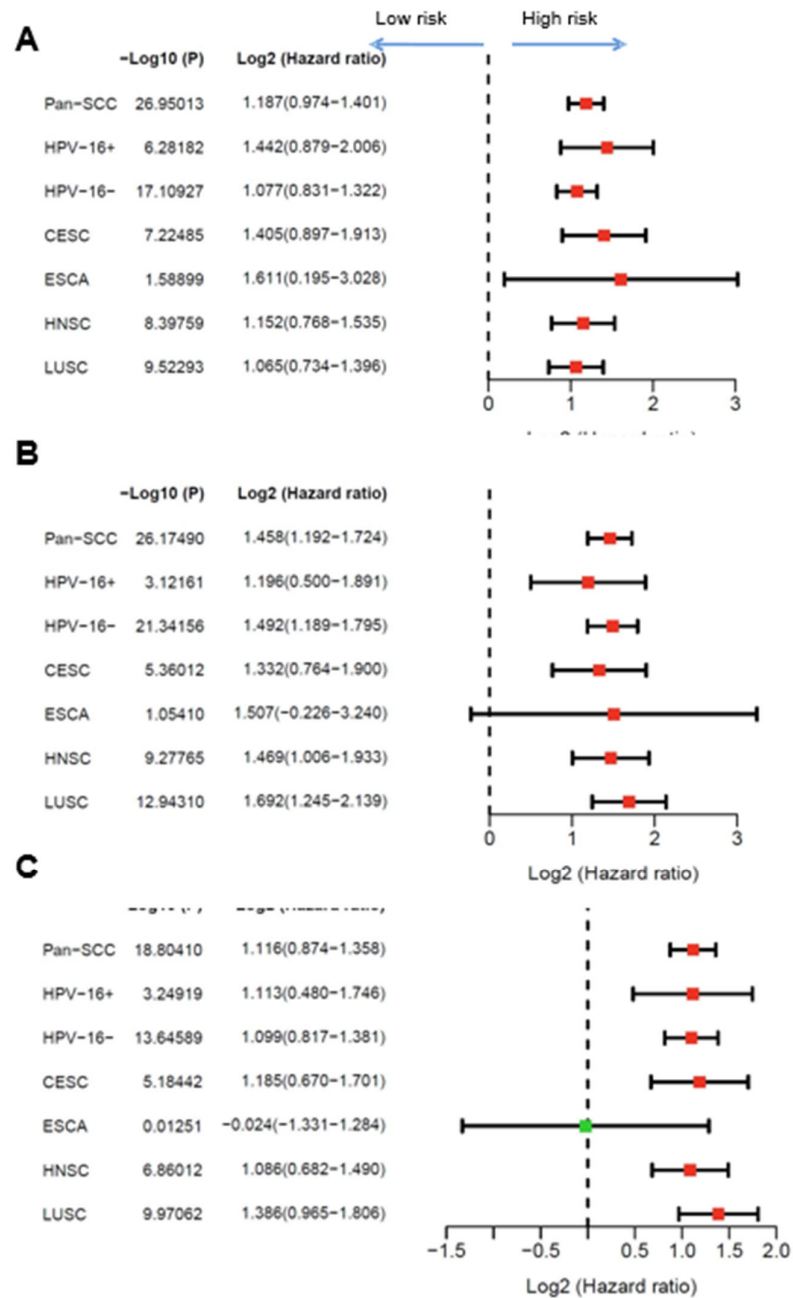 Low risk High risk
A
−Log10 (P) Log2 (Hazard ratio)
Pan−SCC 26.95013 1.187(0.974−1.401)
HPV−16+ 6.28182 1.442(0.879−2.006)
HPV−16− 17.10927 1.077(0.831−1.322)
CESC 7.22485 1.405(0.897−1.913)
ESCA 1.58899 1.611(0.195−3.028)
HNSC 8.39759 1.152(0.768−1.535)
LUSC 9.52293 1.065(0.734−1.396)
0 1 2 3
Log2 (Hazard ratio)
B
−Log10 (P) Log2 (Hazard ratio)
Pan−SCC 26.17490 1.458(1.192−1.724)
HPV−16+ 3.12161 1.196(0.500−1.891)
HPV−16− 21.34156 1.492(1.189−1.795)
CESC 5.36012 1.332(0.764−1.900)
ESCA 1.05410 1.507(−0.226−3.240)
HNSC 9.27765 1.469(1.006−1.933)
LUSC 12.94310 1.692(1.245−2.139)
0 1 2 3
Log2 (Hazard ratio)
C
−Log10 (P) Log2 (Hazard ratio)
Pan−SCC 18.80410 1.116(0.874−1.358)
HPV−16+ 3.24919 1.113(0.480−1.746)
HPV−16− 13.64589 1.099(0.817−1.381)
CESC 5.18442 1.185(0.670−1.701)
ESCA 0.01251 −0.024(−1.331−1.284)
HNSC 6.86012 1.086(0.682−1.490)
LUSC 9.97062 1.386(0.965−1.806)
−1.5 −0.5 0.5 1.0 1.5 2.0
Log2 (Hazard ratio)